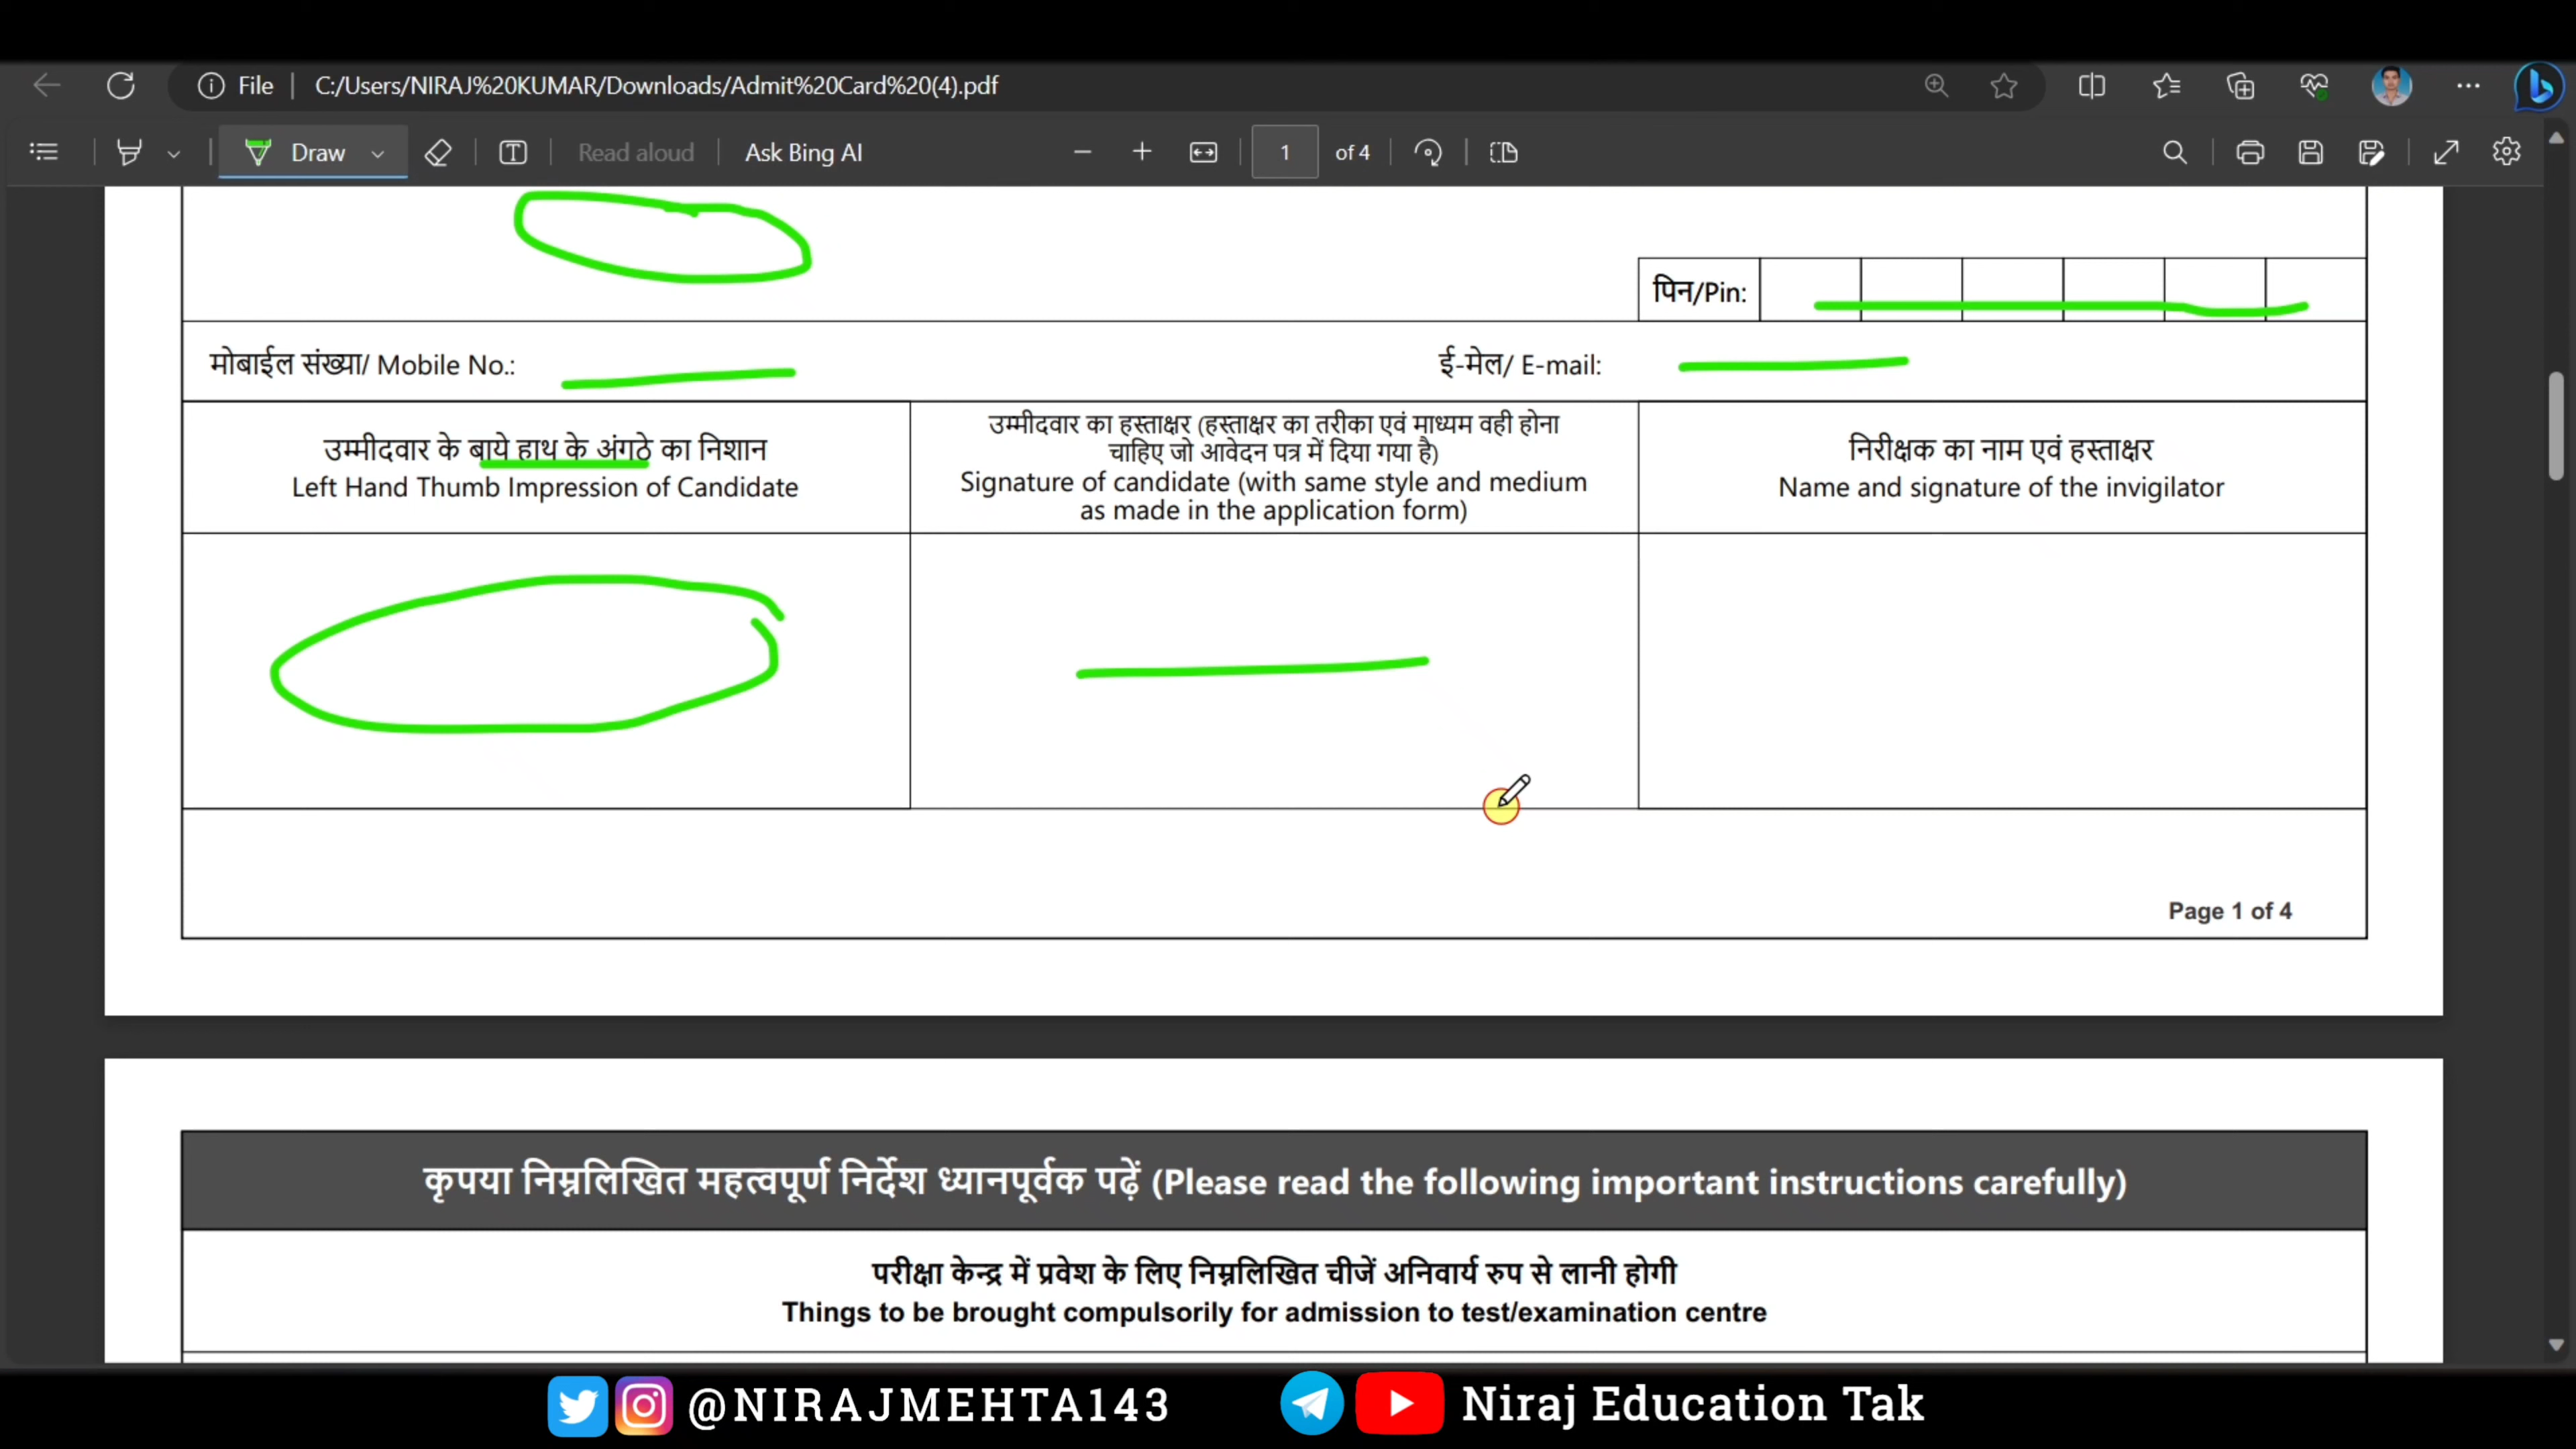 File
C:/Users/NIRAJ%20KUMAR/Downloads/Admit%20Card%20(4).pdf
Draw
Read aloud
Ask Bing AI
1
of 4
पिन/Pin:
मोबाईल संख्या/ Mobile No.:
ई-मेल/ E-mail:
उम्मीदवार के बाये हाथ के अंगठे का निशान
Left Hand Thumb Impression of Candidate
उम्मीदवार का हस्ताक्षर (हस्ताक्षर का तरीका एवं माध्यम वही होना
चाहिए जो आवेदन पत्र में दिया गया है)
Signature of candidate (with same style and medium
as made in the application form)
निरीक्षक का नाम एवं हस्ताक्षर
Name and signature of the invigilator
Page 1 of 4
कृपया निम्नलिखित महत्वपूर्ण निर्देश ध्यानपूर्वक पढ़ें (Please read the following important instructions carefully)
परीक्षा केन्द्र में प्रवेश के लिए निम्नलिखित चीजें अनिवार्य रुप से लानी होगी
Things to be brought compulsorily for admission to test/examination centre
@NIRAJMEHTA143
Niraj Education Tak